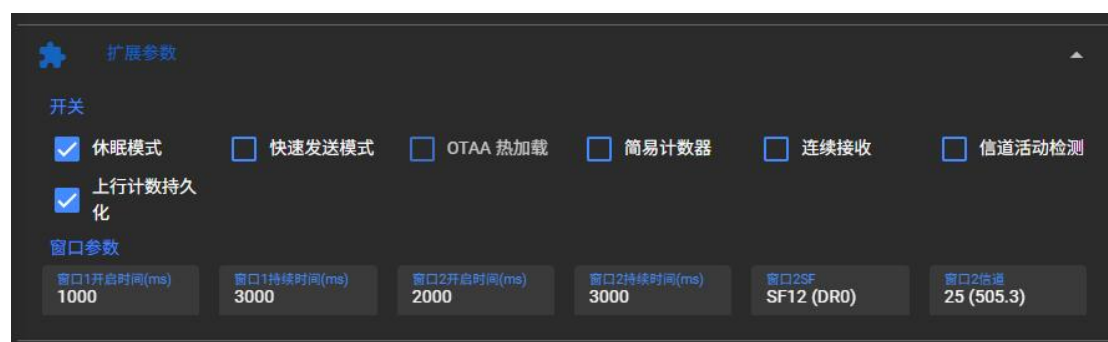 扩展参数
开关
休眠模式 快速发送模式 OTAA 热加载 简易计数器 连续接收 信道活动检测
上行计数持久
化
窗口参数
窗口1开启时间(ms) 窗口1持续时间(ms) 窗口2开启时间(ms) 窗口2持续时间(ms) 窗口2SF 窗口2信道
1000 3000 2000 3000 SF12 (DR0) 25 (505.3)